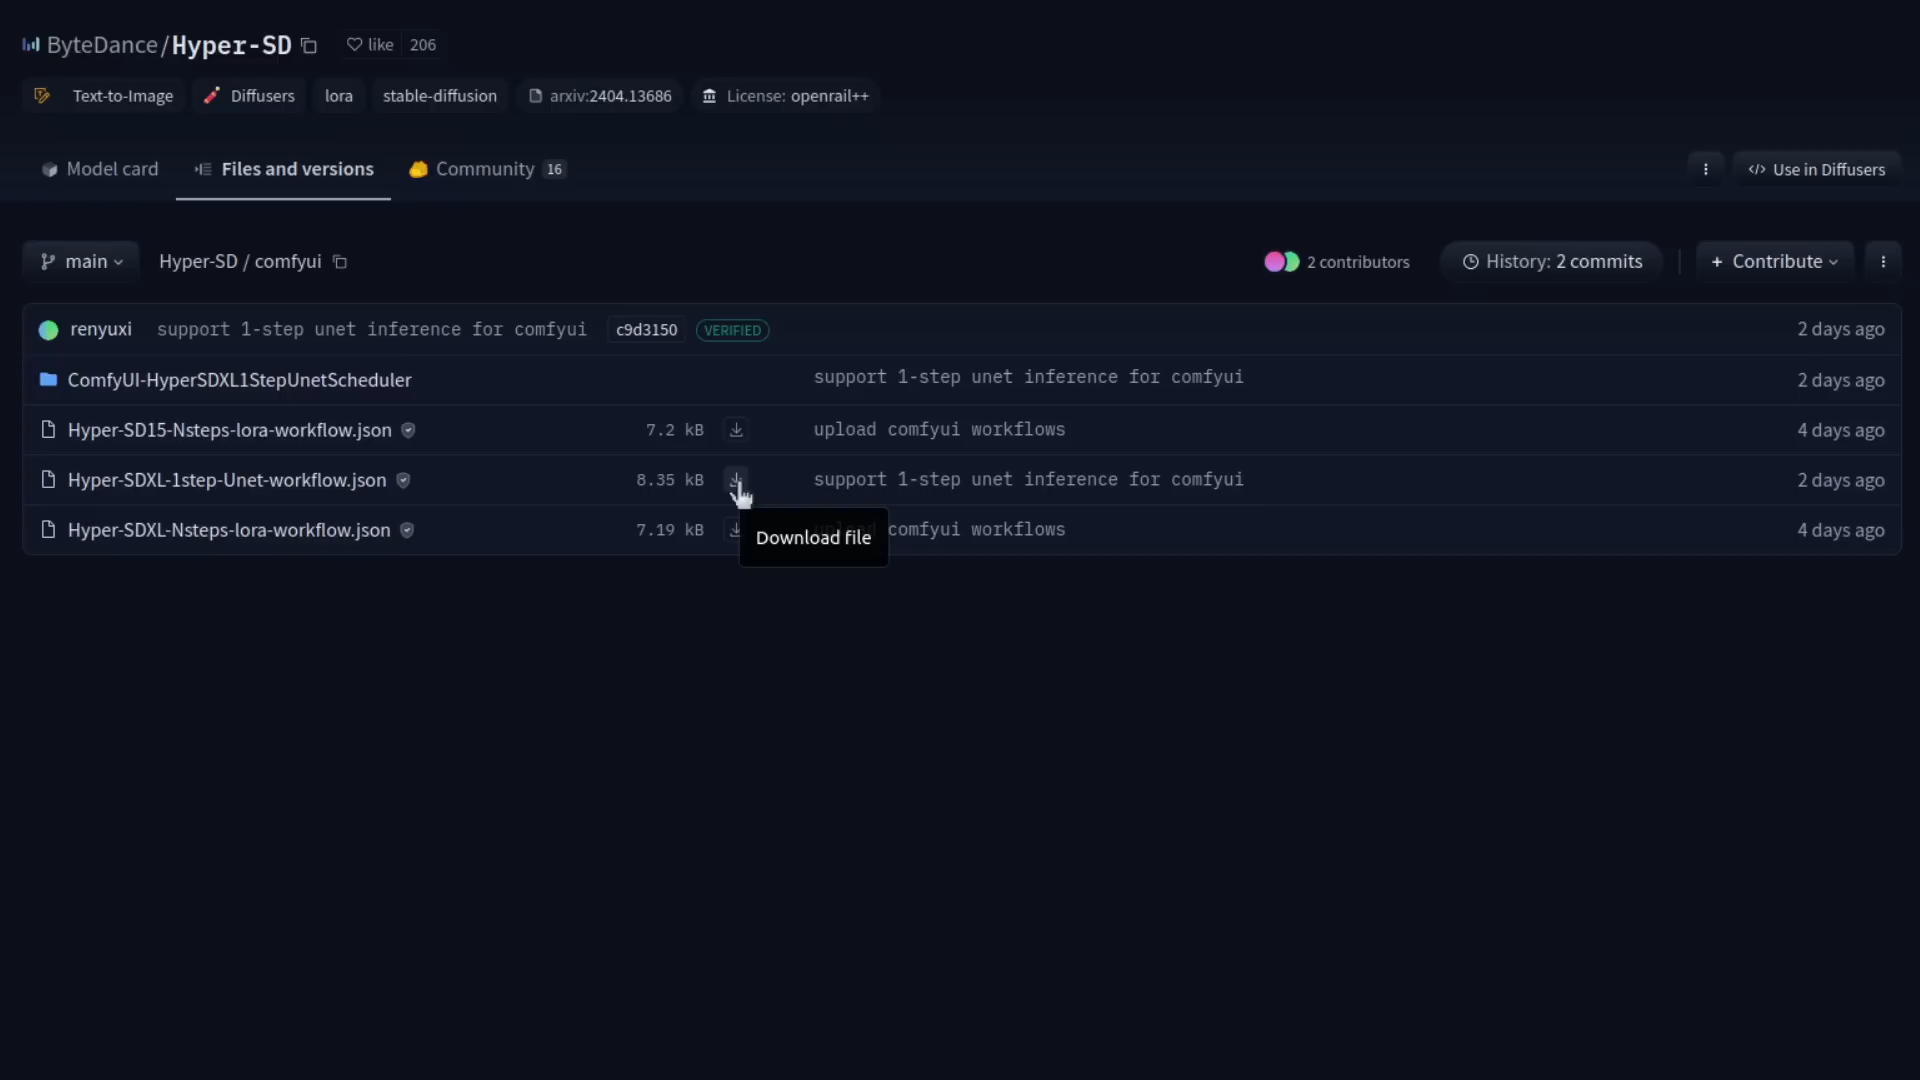 ByteDance/Hyper-SD like 206
Text-to-Image Diffusers lora stable-diffusion arxiv:2404.13686 License: openrail++
Model card Files and versions Community 16 Use in Diffusers
main Hyper-SD / comfyui 2 contributors History: 2 commits + Contribute
renyuxi support 1-step unet inference for comfyui c9d3150 VERIFIED 2 days ago
ComfyUI-HyperSDXL1StepUnetScheduler support 1-step unet inference for comfyui 2 days ago
Hyper-SD15-Nsteps-lora-workflow.json 7.2 kB upload comfyui workflows 4 days ago
Hyper-SDXL-1step-Unet-workflow.json 8.35 kB support 1-step unet inference for comfyui 2 days ago
Hyper-SDXL-Nsteps-lora-workflow.json 7.19 kB upload comfyui workflows 4 days ago
Download file